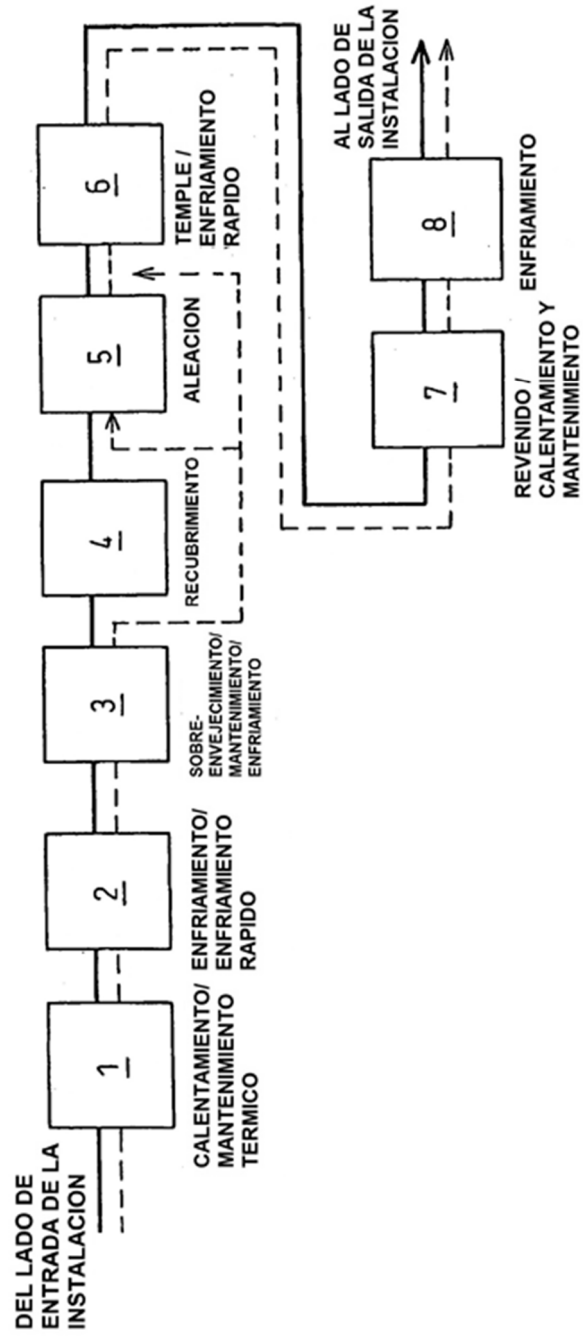 DEL LADO DE
ENTRADA DE LA
INSTALACION
1
CALENTAMIENTO/
MANTENIMIENTO
TERMICO
2
ENFRIAMIENTO/
ENFRIAMIENTO
RAPIDO
3
SOBRE-
ENVEJECIMIENTO/
MANTENIMIENTO/
ENFRIAMIENTO
4
RECUBRIMIENTO
5
ALEACION
6
TEMPLE /
ENFRIAMIENTO
RAPIDO
7
REVENIDO /
CALENTAMIENTO Y
MANTENIMIENTO
8
ENFRIAMIENTO
AL LADO DE
SALIDA DE LA
INSTALACION